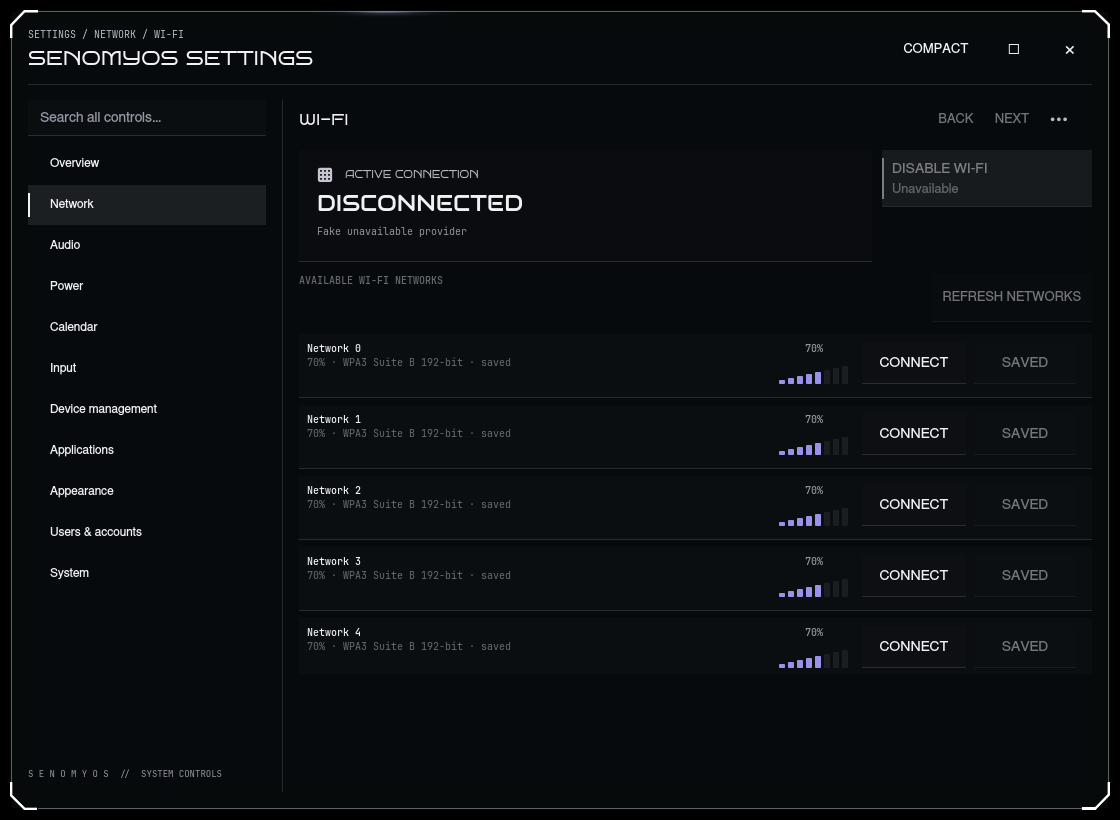 SETTINGS / NETWORK / WI-FI
SENOMYOS SETTINGS
COMPACT
Search all controls...
Overview
Network
Audio
Power
Calendar
Input
Device management
Applications
Appearance
Users & accounts
System
SENOMYOS // SYSTEM CONTROLS
WI-FI
BACK NEXT
ACTIVE CONNECTION
DISCONNECTED
Fake unavailable provider
DISABLE WI-FI
Unavailable
AVAILABLE WI-FI NETWORKS
REFRESH NETWORKS
Network 0
70% · WPA3 Suite B 192-bit · saved
70%
CONNECT
SAVED
Network 1
70% · WPA3 Suite B 192-bit · saved
70%
CONNECT
SAVED
Network 2
70% · WPA3 Suite B 192-bit · saved
70%
CONNECT
SAVED
Network 3
70% · WPA3 Suite B 192-bit · saved
70%
CONNECT
SAVED
Network 4
70% · WPA3 Suite B 192-bit · saved
70%
CONNECT
SAVED